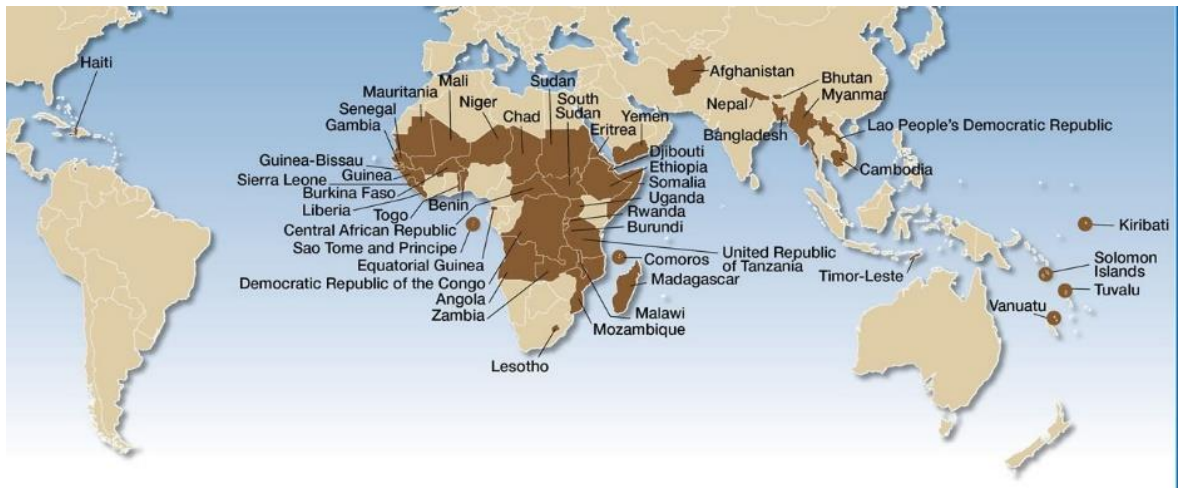 Haiti
Mauritania
Mali
Niger
Chad
Sudan
South
Sudan
Eritrea
Yemen
Senegal
Gambia
Guinea-Bissau
Guinea
Sierra Leone
Burkina Faso
Liberia
Togo
Benin
Central African Republic
Sao Tome and Principe
Equatorial Guinea
Democratic Republic of the Congo
Angola
Zambia
Lesotho
Djibouti
Ethiopia
Somalia
Uganda
Rwanda
Burundi
United Republic
of Tanzania
Comoros
Madagascar
Malawi
Mozambique
Afghanistan
Nepal
Bhutan
Myanmar
Bangladesh
Lao People's Democratic Republic
Cambodia
Timor-Leste
Kiribati
Solomon
Islands
Tuvalu
Vanuatu